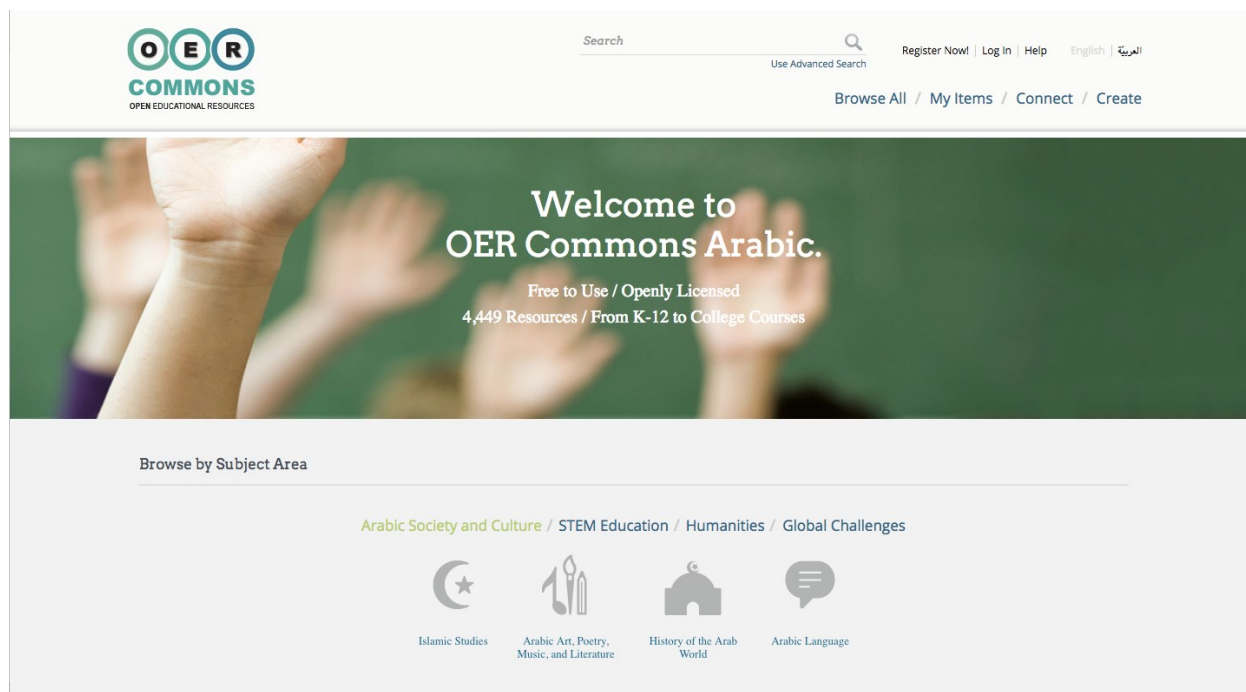 OER
COMMONS
OPEN EDUCATIONAL RESOURCES
Search
Use Advanced Search
Register Now! | Log In | Help English | العربيّة
Browse All / My Items / Connect / Create
Welcome to
OER Commons Arabic.
Free to Use / Openly Licensed
4,449 Resources / From K-12 to College Courses
Browse by Subject Area
Arabic Society and Culture / STEM Education / Humanities / Global Challenges
Islamic Studies
Arabic Art, Poetry,
Music, and Literature
History of the Arab
World
Arabic Language